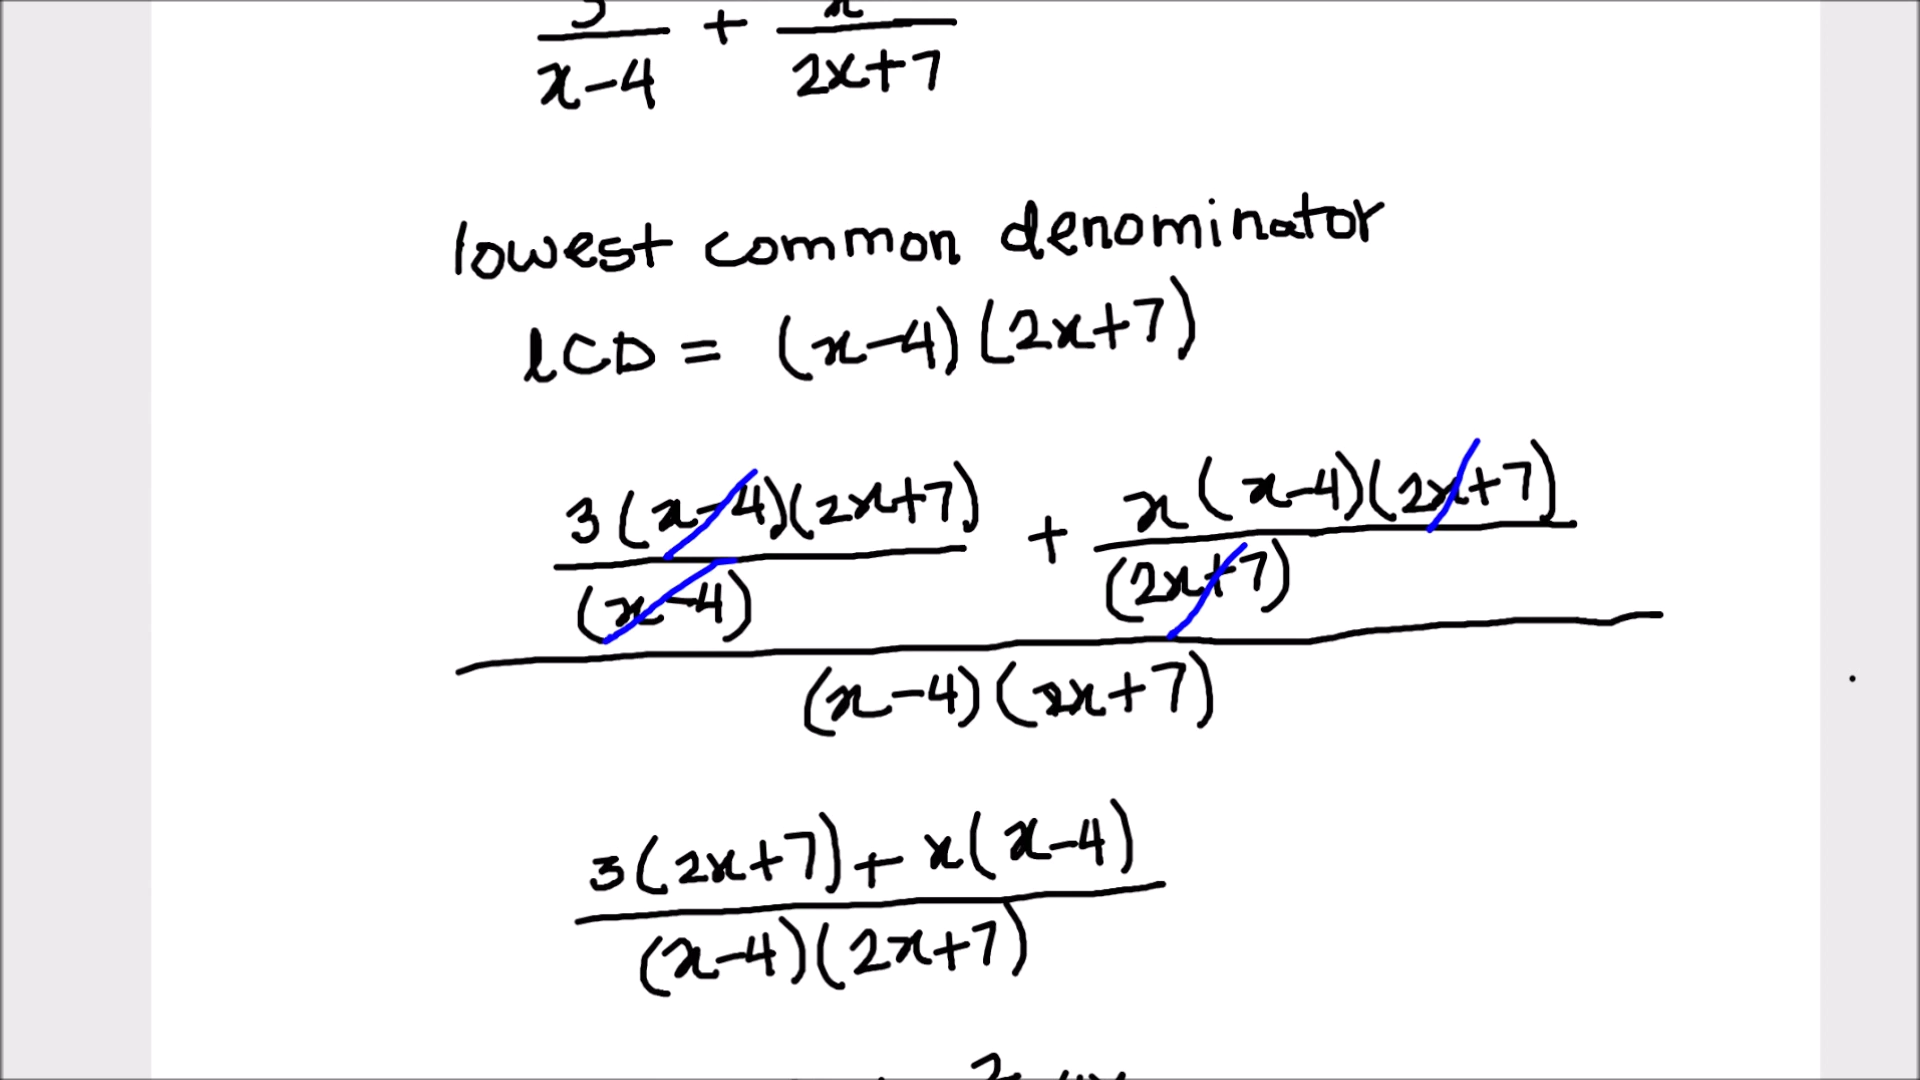 3/(x-4) + x/(2x+7)
lowest common denominator
LCD = (x-4)(2x+7)
3(x-4)(2x+7)/(x-4) + x(x-4)(2x+7)/(2x+7)
(x-4)(2x+7)
3(2x+7)+x(x-4)
(x-4)(2x+7)